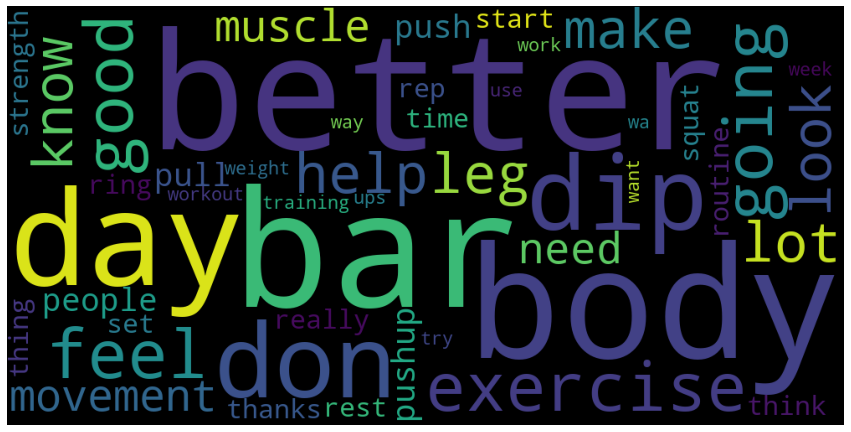 strength
know
good
better
muscle
push
start
work
make
going
week
look
rep
use
way
time
wa
squat
ring
pull
weight
workout
help
leg
dip
want
routine
training
ups
day
bar
need
body
lot
people
thing
set
feel
really
don
pushup
try
movement
thanks
rest
exercise
think